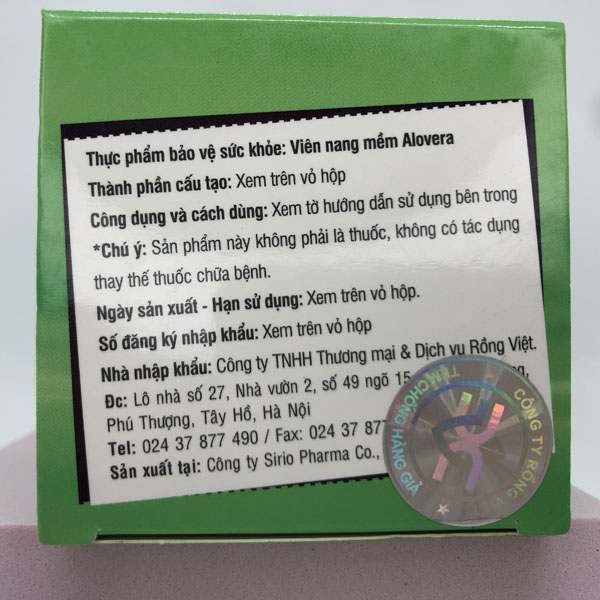 Thực phẩm bảo vệ sức khỏe: Viên nang mềm Alovera
Thành phần cấu tạo: Xem trên vỏ hộp
Công dụng và cách dùng: Xem tờ hướng dẫn sử dụng bên trong
*Chú ý: Sản phẩm này không phải là thuốc, không có tác dụng
thay thế thuốc chữa bệnh.
Ngày sản xuất - Hạn sử dụng: Xem trên vỏ hộp.
Số đăng ký nhập khẩu: Xem trên vỏ hộp
Nhà nhập khẩu: Công ty TNHH Thương mại & Dịch vụ Rồng Việt.
Đc: Lô nhà số 27, Nhà vườn 2, số 49 ngõ 15
Phú Thượng, Tây Hồ, Hà Nội
Tel: 024 37 877 490 / Fax: 024 37 87
Sản xuất tại: Công ty Sirio Pharma Co.,
TEM CHỐNG HÀNG GIẢ
CÔNG TY RỒNG